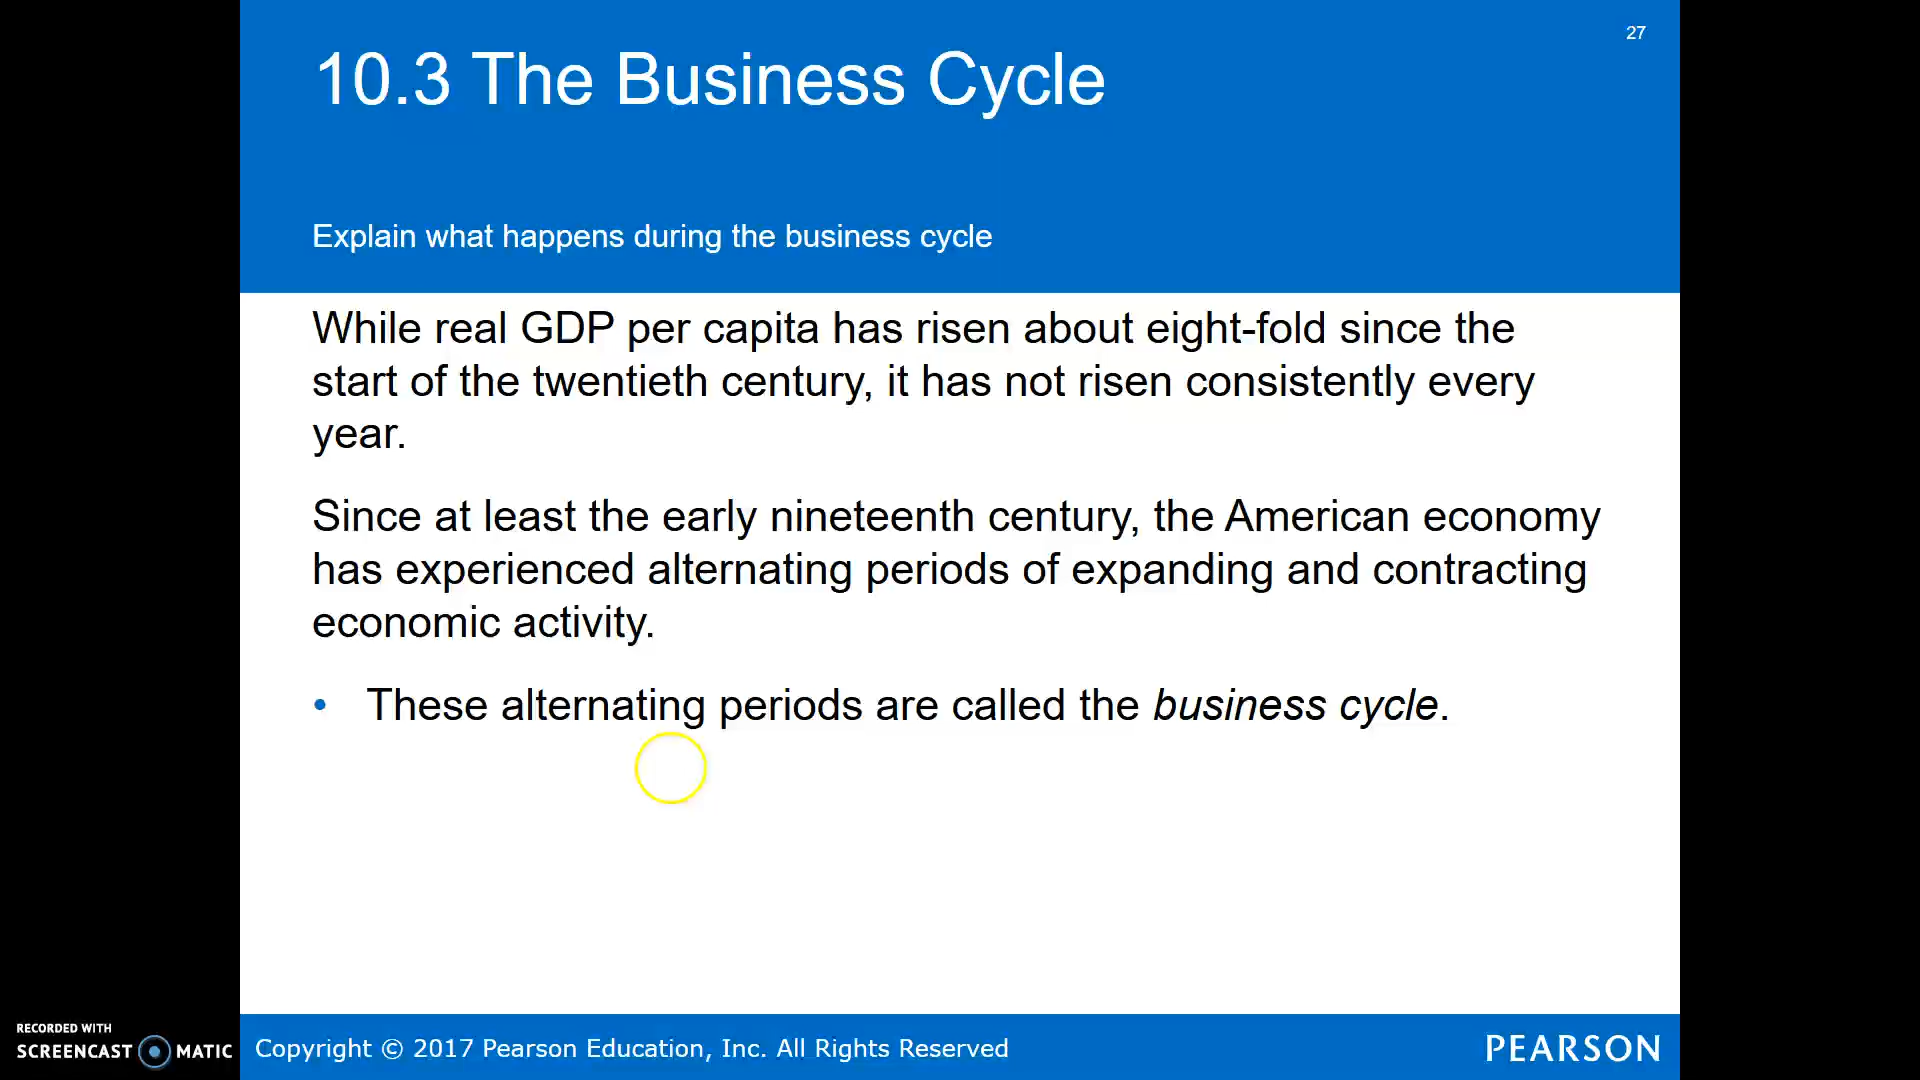 27
10.3 The Business Cycle
Explain what happens during the business cycle
While real GDP per capita has risen about eight-fold since the
start of the twentieth century, it has not risen consistently every
year.
Since at least the early nineteenth century, the American economy
has experienced alternating periods of expanding and contracting
economic activity.
• These alternating periods are called the business cycle.
RECORDED WITH
SCREENCAST MATIC
Copyright © 2017 Pearson Education, Inc. All Rights Reserved
PEARSON